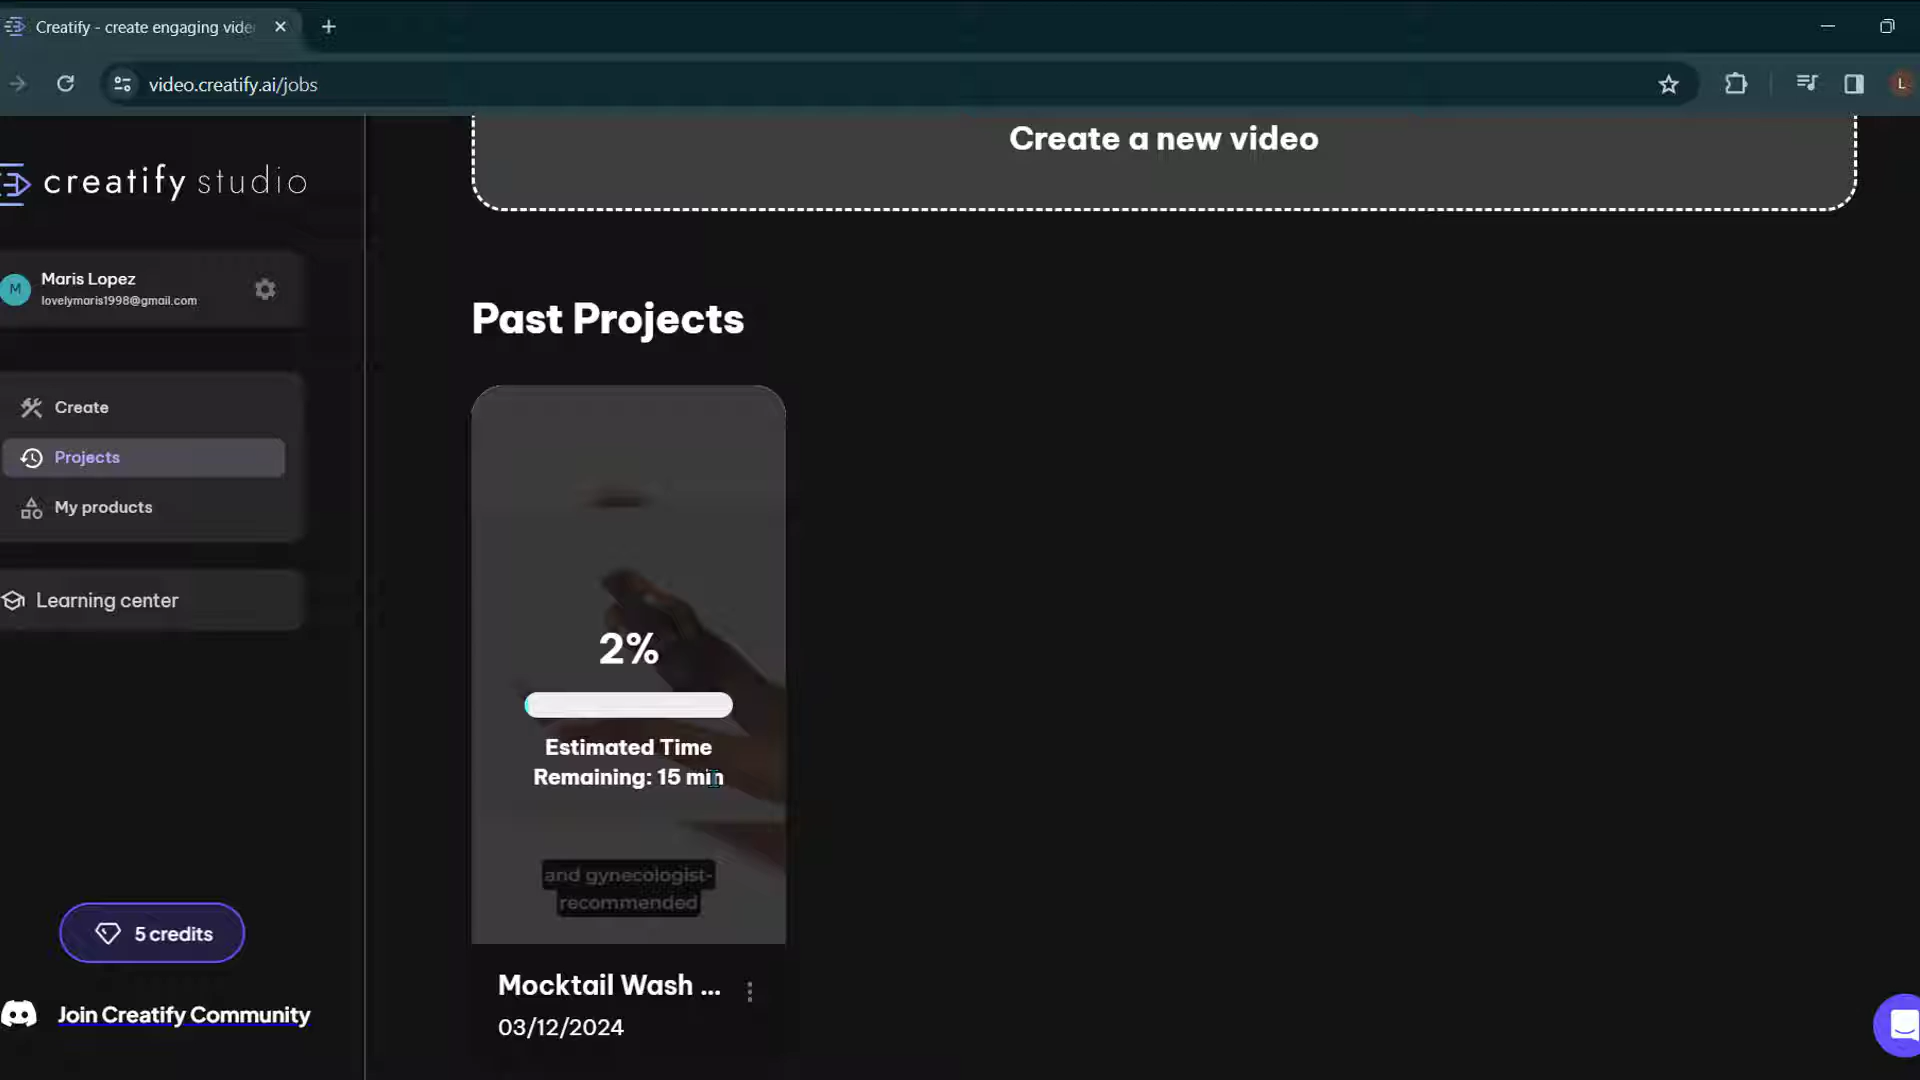 Creatify - create engaging vide
video.creatify.ai/jobs
L
creatify studio
M
Maris Lopez
lovelymaris1998@gmail.com
Create
Projects
My products
Learning center
5 credits
Join Creatify Community
Create a new video
Past Projects
2%
Estimated Time
Remaining: 15 min
and gynecologist-
recommended
Mocktail Wash ...
03/12/2024